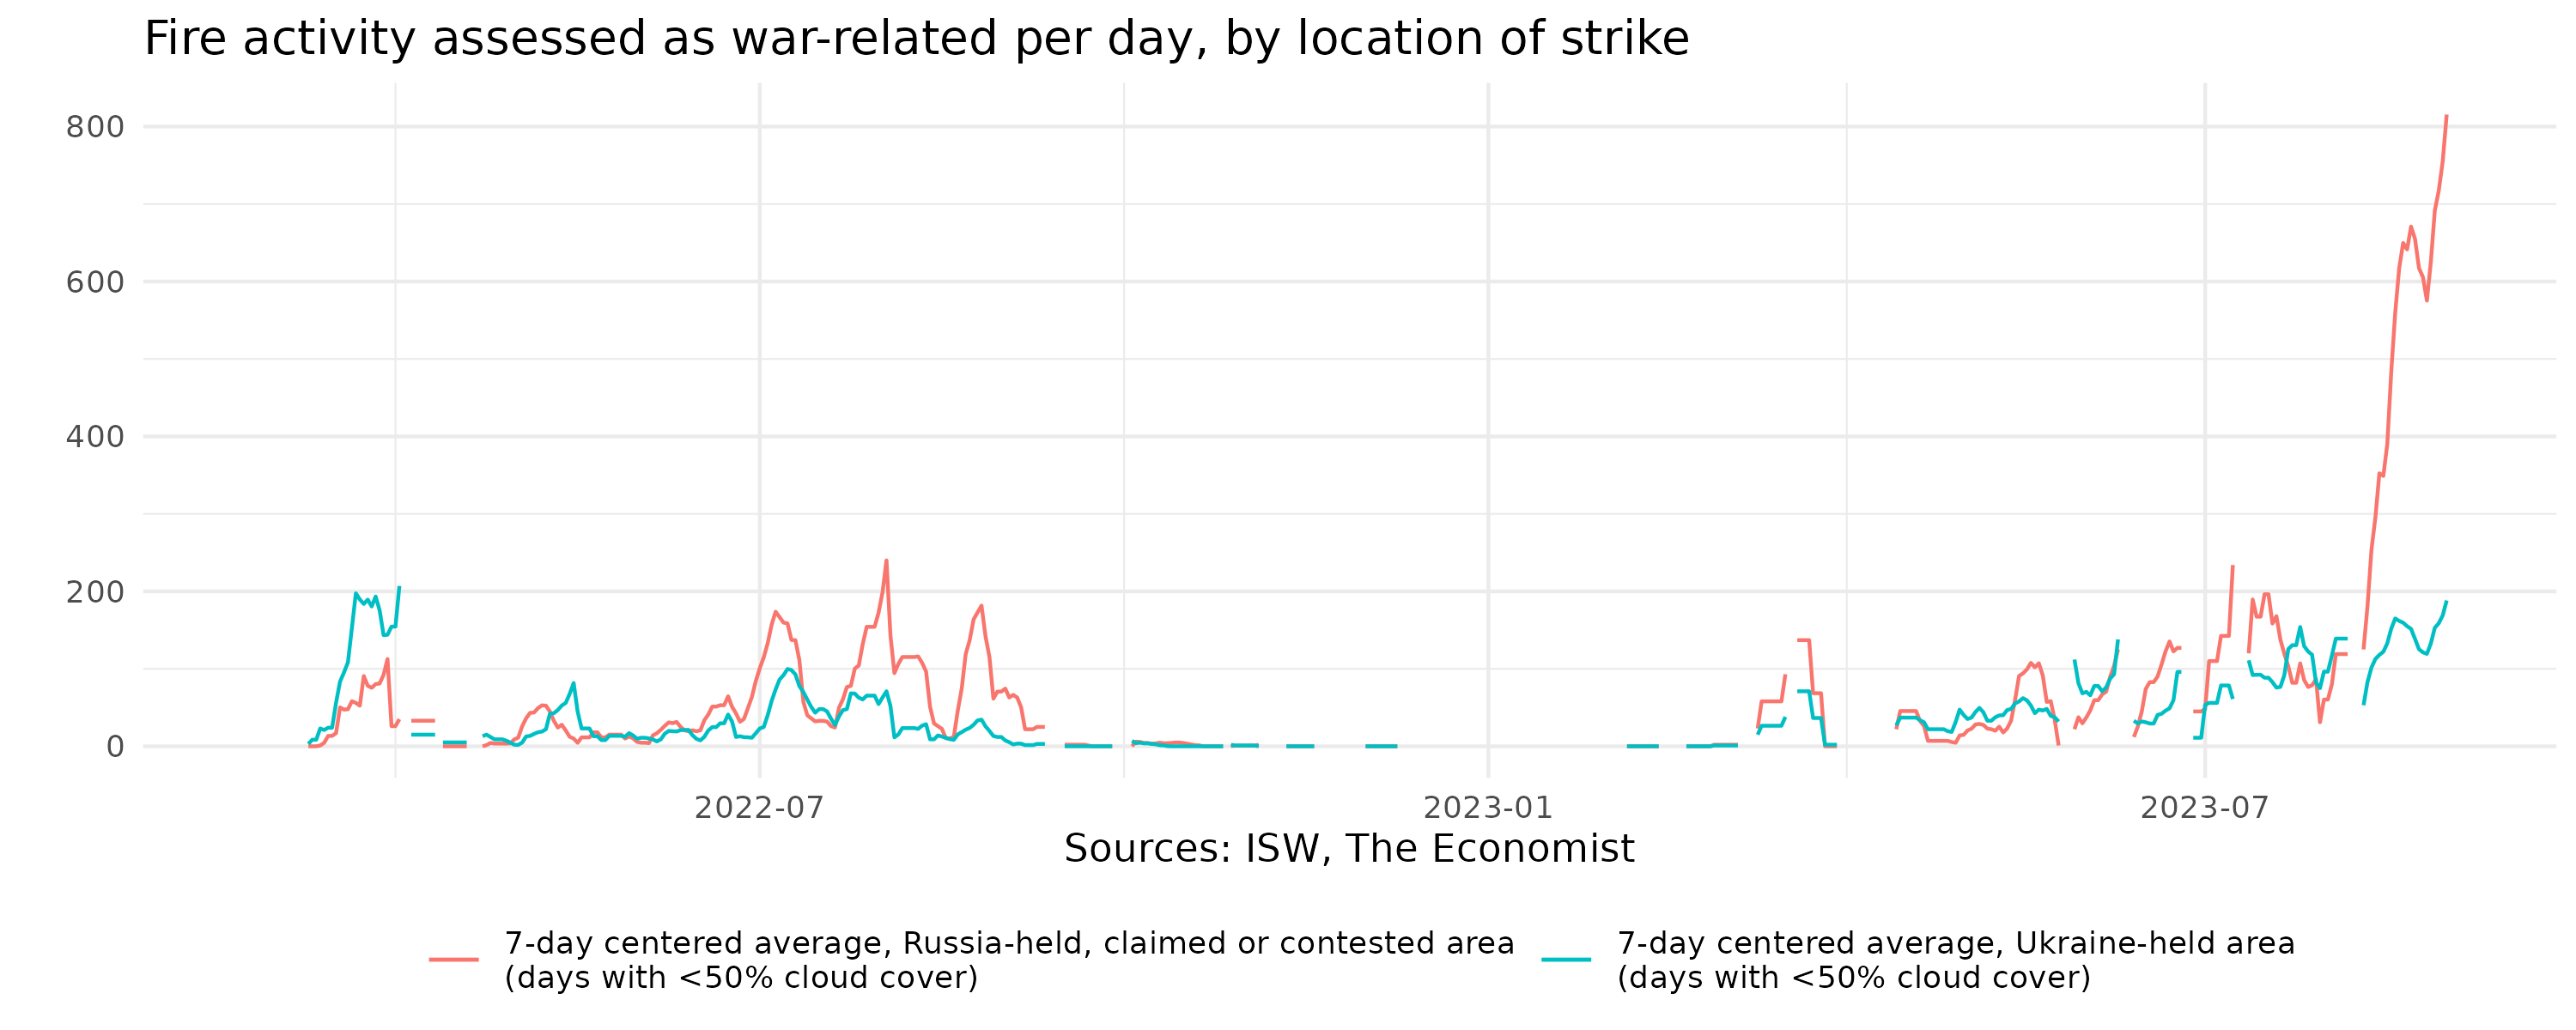 Fire activity assessed as war-related per day, by location of strike
800
600
400
200
0
2022-07
2023-01
2023-07
Sources: ISW, The Economist
7-day centered average, Russia-held, claimed or contested area
(days with <50% cloud cover)
7-day centered average, Ukraine-held area
(days with <50% cloud cover)